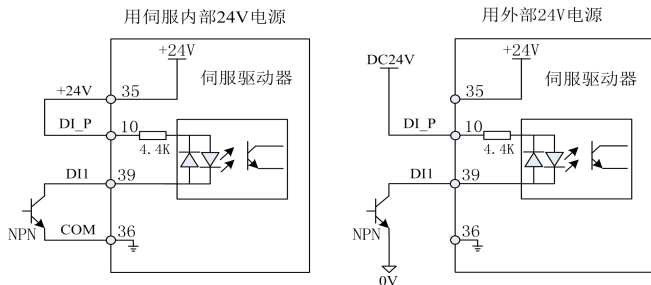 用伺服内部24V电源
+24V
伺服驱动器
+24V
35
DI_P
10
4.4K
DI1
39
NPN
COM
36
用外部24V电源
+24V
DC24V
伺服驱动器
35
DI_P
10
4.4K
DI1
39
NPN
36
0V